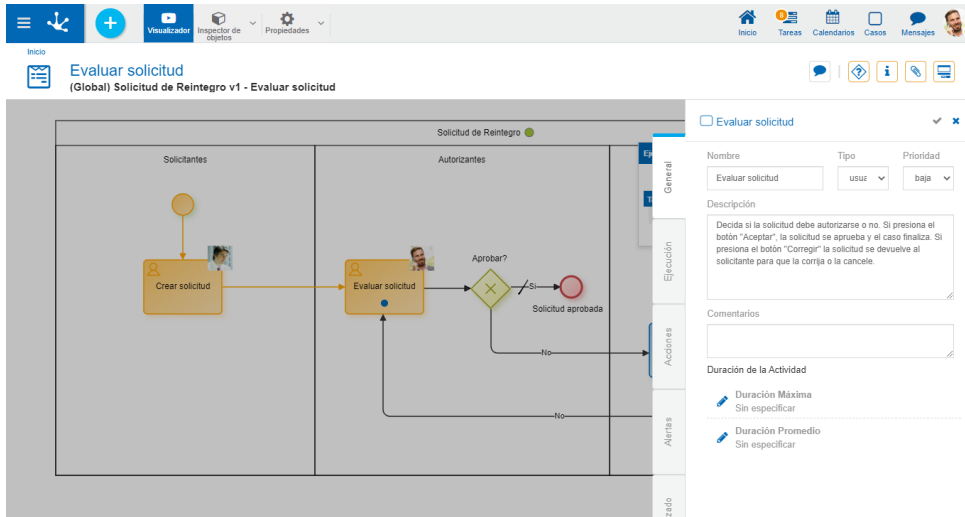 Visualizador
Inspector de
objetos
Propiedades
Inicio
6
Tareas
Calendarios
Casos
Mensajes
Inicio
Evaluar solicitud
(Global) Solicitud de Reintegro v1 - Evaluar solicitud
Solicitud de Reintegro
Solicitantes
Autorizantes
Crear solicitud
Evaluar solicitud
Aprobar?
Si
Solicitud aprobada
No
No
General
Ejecución
Acciones
Alertas
Evaluar solicitud
Nombre
Tipo
Prioridad
Evaluar solicitud
usua
baja
Descripción
Decida si la solicitud debe autorizarse o no. Si presiona el
botón "Aceptar", la solicitud se aprueba y el caso finaliza. Si
presiona el botón "Corregir" la solicitud se devuelve al
solicitante para que la corrija o la cancele.
Comentarios
Duración de la Actividad
Duración Máxima
Sin especificar
Duración Promedio
Sin especificar